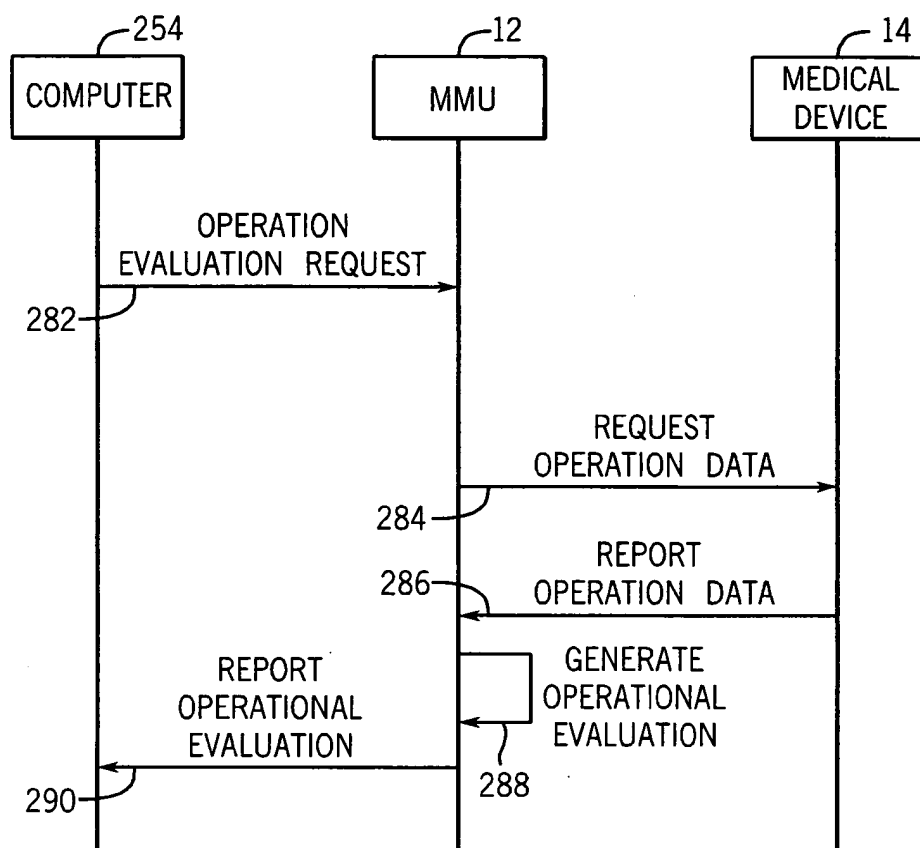 254
12
14
COMPUTER
MMU
MEDICAL
DEVICE
OPERATION
EVALUATION REQUEST
282
REQUEST
OPERATION DATA
284
REPORT
OPERATION DATA
286
GENERATE
OPERATIONAL
EVALUATION
288
REPORT
OPERATIONAL
EVALUATION
290